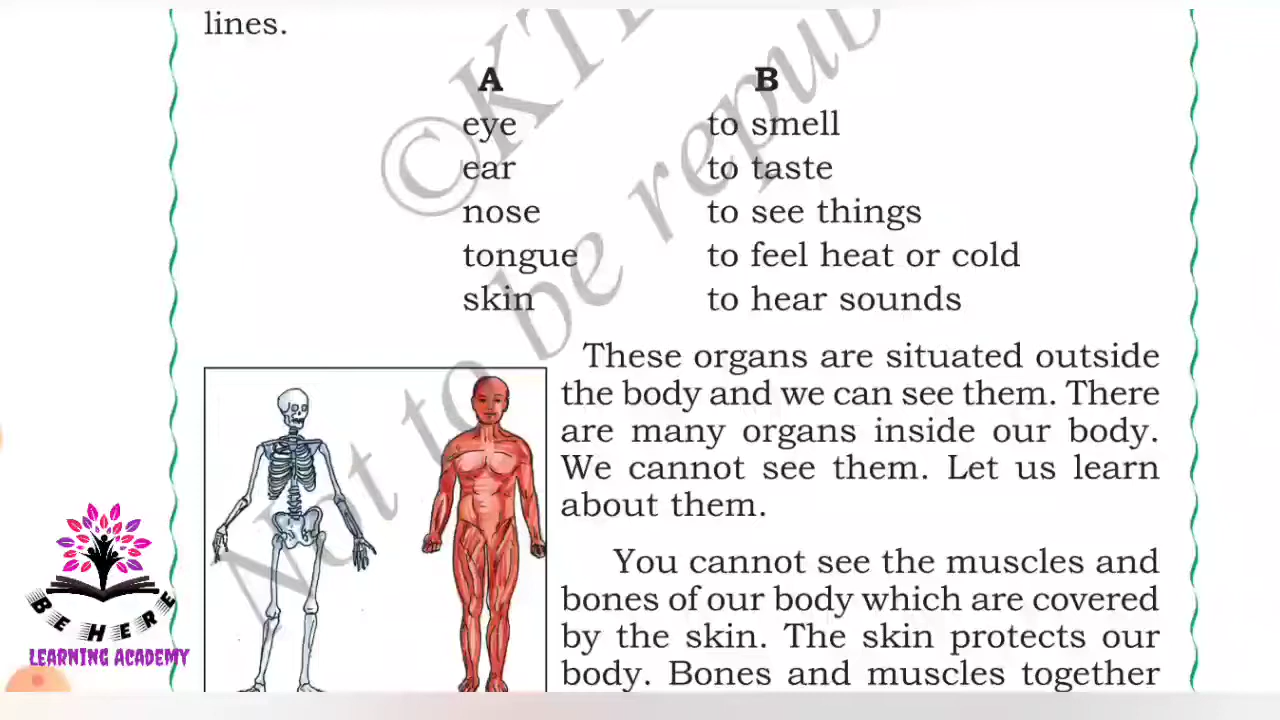 lines.
A B
eye to smell
ear to taste
nose to see things
tongue to feel heat or cold
skin to hear sounds
These organs are situated outside
the body and we can see them. There
are many organs inside our body.
We cannot see them. Let us learn
about them.
You cannot see the muscles and
bones of our body which are covered
by the skin. The skin protects our
body. Bones and muscles together
©KT
Not to be repub
BE HERE
LEARNING ACADEMY